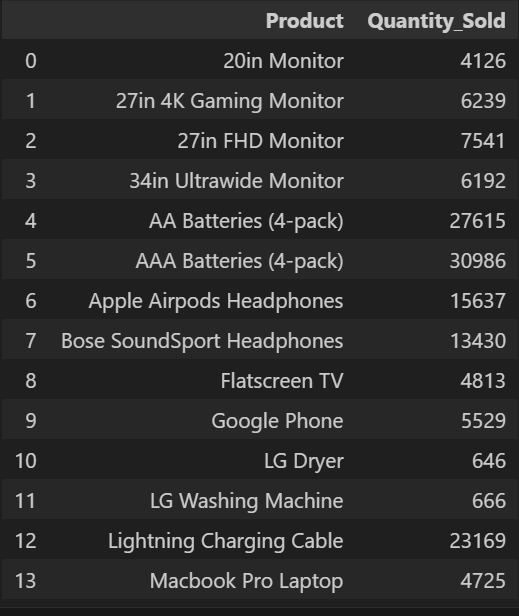 Product Quantity_Sold
0 20in Monitor 4126
1 27in 4K Gaming Monitor 6239
2 27in FHD Monitor 7541
3 34in Ultrawide Monitor 6192
4 AA Batteries (4-pack) 27615
5 AAA Batteries (4-pack) 30986
6 Apple Airpods Headphones 15637
7 Bose SoundSport Headphones 13430
8 Flatscreen TV 4813
9 Google Phone 5529
10 LG Dryer 646
11 LG Washing Machine 666
12 Lightning Charging Cable 23169
13 Macbook Pro Laptop 4725